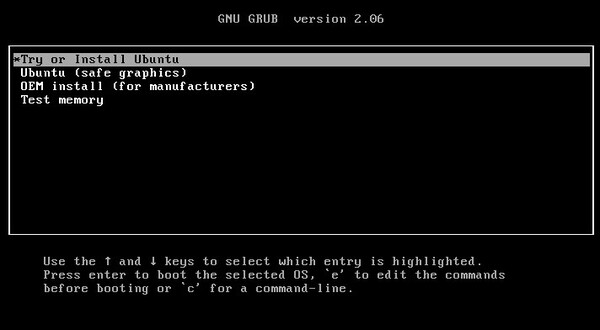 GNU GRUB  version 2.06
*Try or Install Ubuntu
Ubuntu (safe graphics)
OEM install (for manufacturers)
Test memory
Use the ↑ and ↓ keys to select which entry is highlighted.
Press enter to boot the selected OS, `e' to edit the commands
before booting or `c' for a command-line.